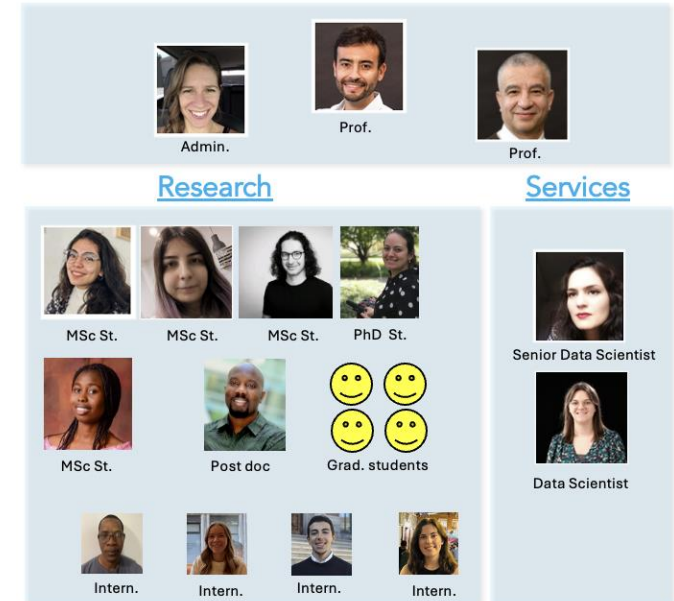 Admin.
Prof.
Prof.
Research
Services
MSc St.
MSc St.
MSc St.
PhD St.
Senior Data Scientist
MSc St.
Post doc
Grad. students
Data Scientist
Intern.
Intern.
Intern.
Intern.